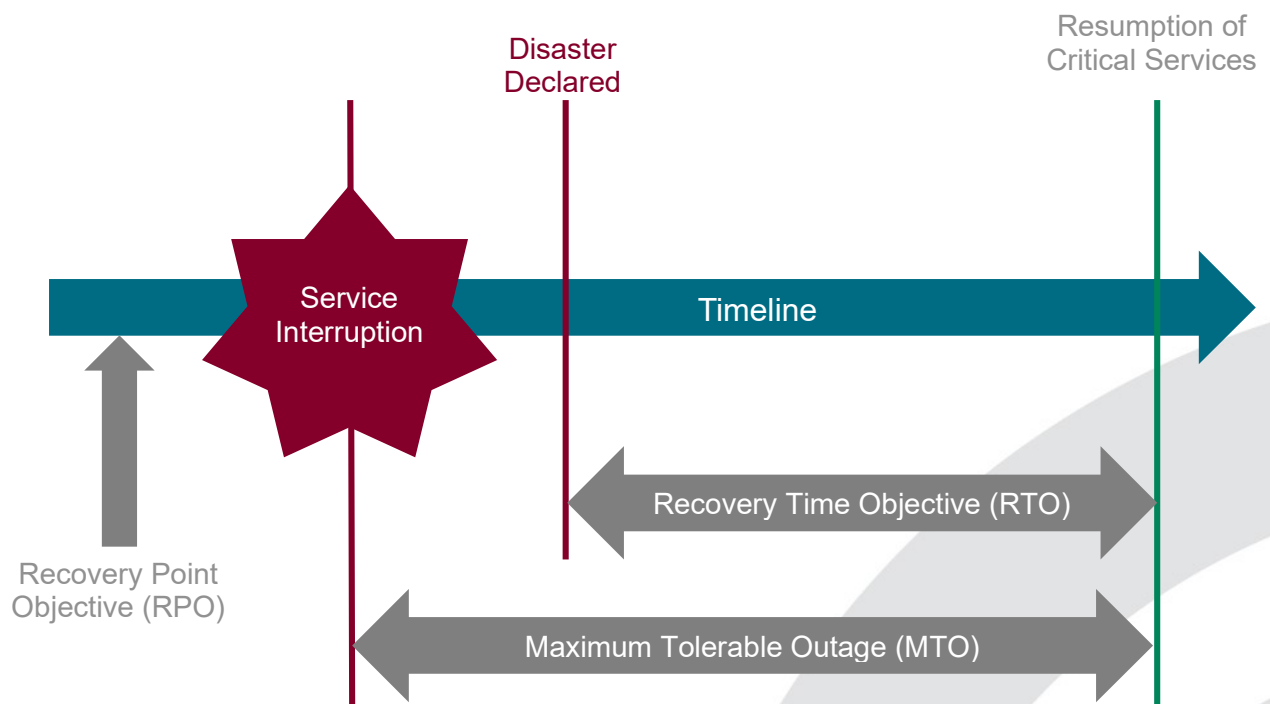 Resumption of
Critical Services
Disaster
Declared
Service
Interruption
Timeline
Recovery Time Objective (RTO)
Recovery Point
Objective (RPO)
Maximum Tolerable Outage (MTO)